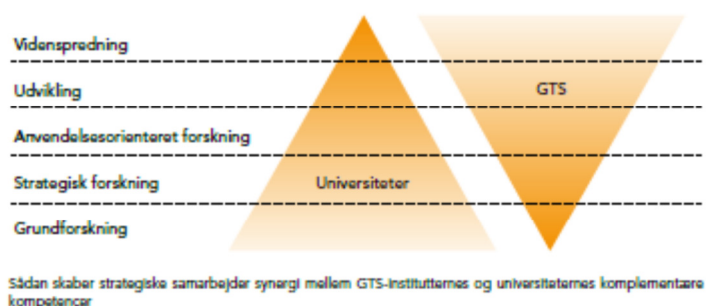 Videnspredning
Udvikling
GTS
Anvendelsesorienteret forskning
Strategisk forskning
Universiteter
Grundforskning
Sådan skaber strategiske samarbejder synergi mellem GTS-institutternes og universiteternes komplementære
kompetencer